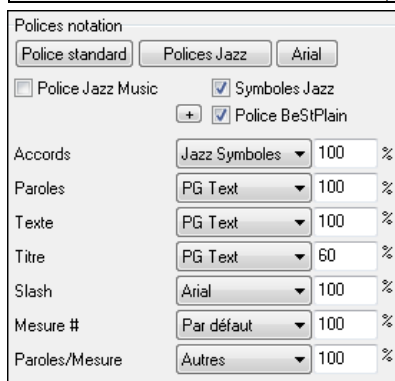 Polices notation
Police standard Polices Jazz Arial
Police Jazz Music Symboles Jazz
+ Police BeStPlain
Accords Jazz Symboles 100 %
Paroles PG Text 100 %
Texte PG Text 100 %
Titre PG Text 60 %
Slash Arial 100 %
Mesure # Par défaut 100 %
Paroles/Mesure Autres 100 %